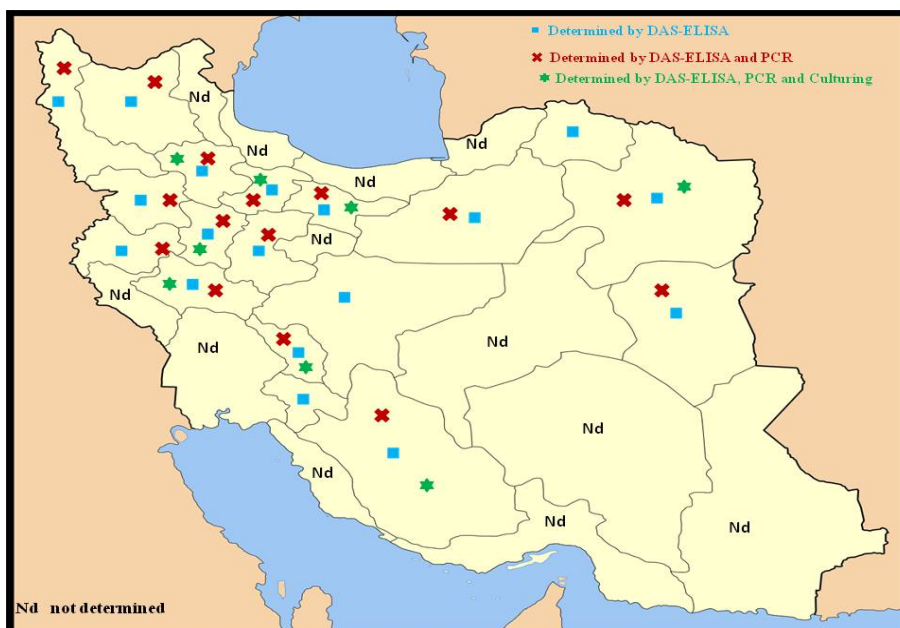 Determined by DAS-ELISA
Determined by DAS-ELISA and PCR
Determined by DAS-ELISA, PCR and Culturing
Nd
Nd
Nd
Nd
Nd
Nd
Nd
Nd
Nd
Nd
Nd
Nd
Nd not determined